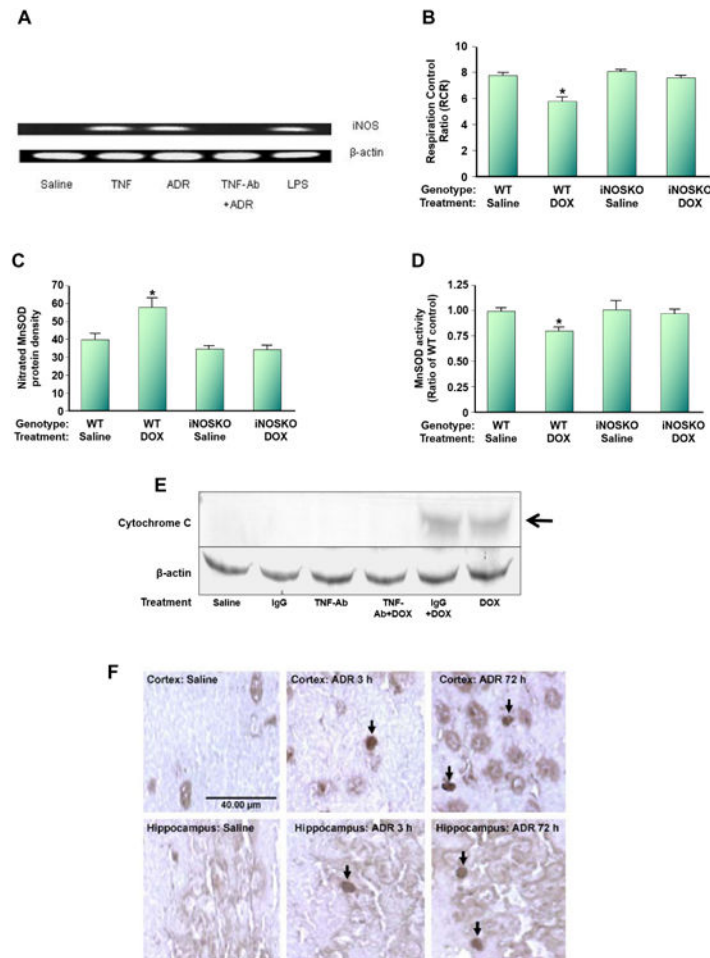 A
iNOS
β-actin
Saline TNF ADR TNF-Ab LPS
+ADR
B
Respiration Control
Ratio (RCR)
10
8
6
4
2
0
*
Genotype: WT WT iNOSKO iNOSKO
Treatment: Saline DOX Saline DOX
C
Nitrated MnSOD
protein density
70
60
50
40
30
20
10
0
*
Genotype: WT WT iNOSKO iNOSKO
Treatment: Saline DOX Saline DOX
D
MnSOD activity
(Ratio of WT control)
1.25
1.00
0.75
0.50
0.25
0
*
Genotype: WT WT iNOSKO iNOSKO
Treatment: Saline DOX Saline DOX
E
Cytochrome C
β-actin
Treatment Saline IgG TNF-Ab TNF- IgG DOX
Ab+DOX +DOX
F
Cortex: Saline Cortex: ADR 3 h Cortex: ADR 72 h
40.00 μm
Hippocampus: Saline Hippocampus: ADR 3 h Hippocampus: ADR 72 h